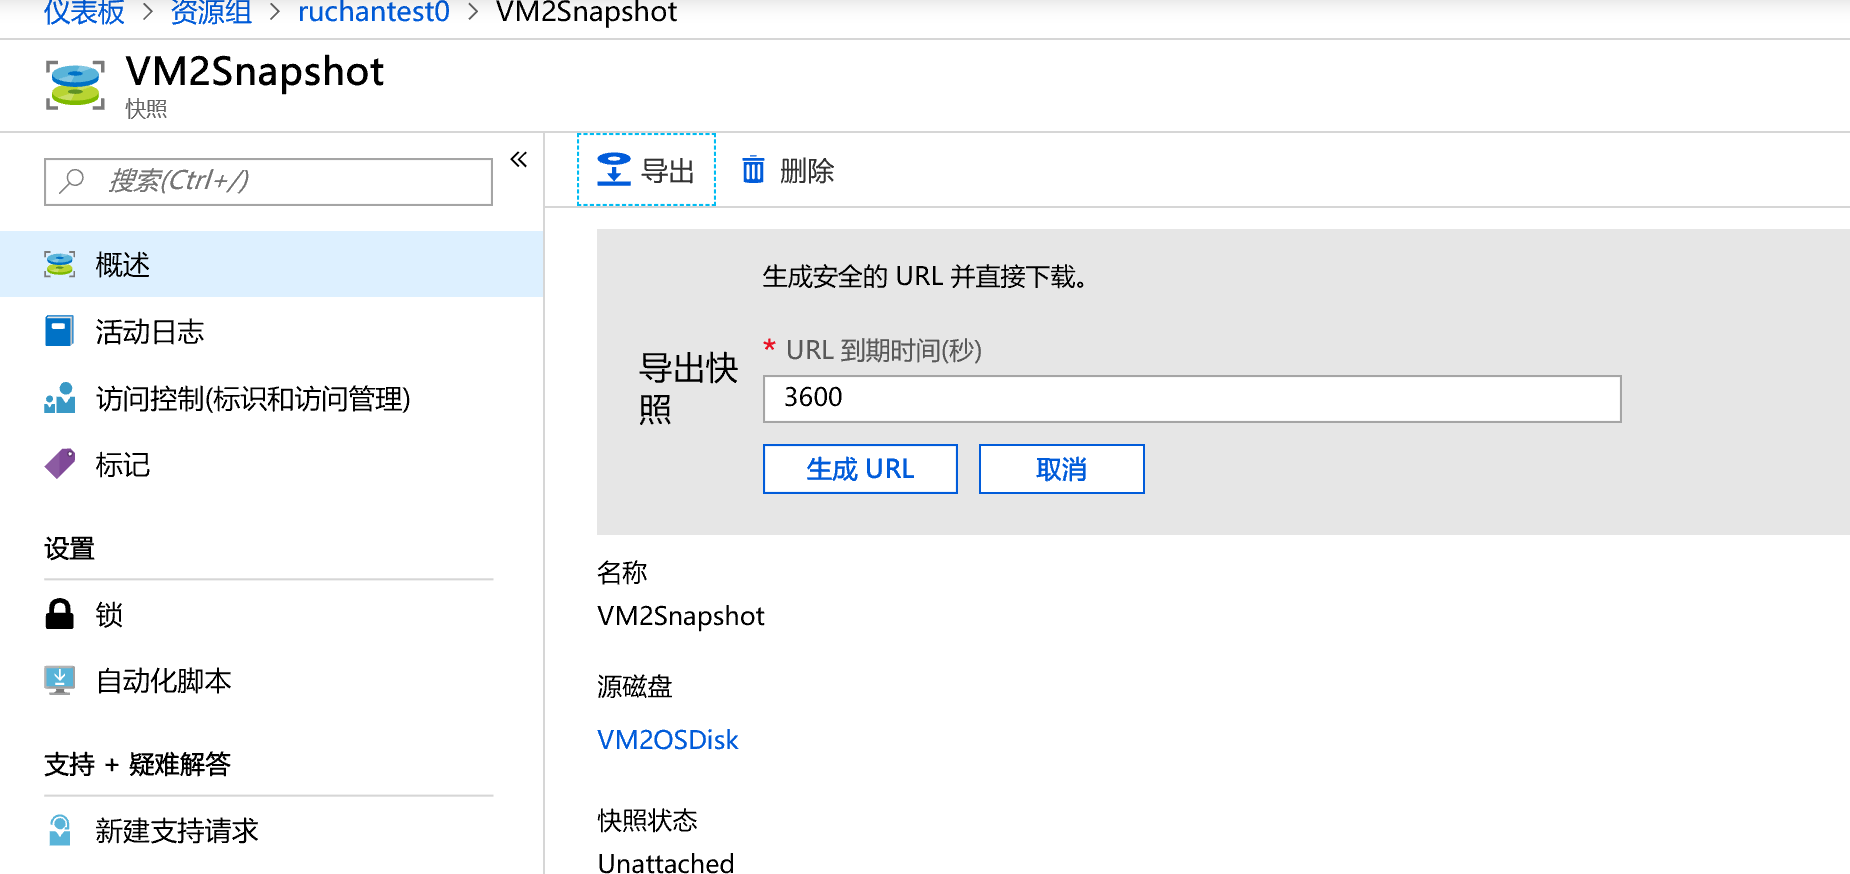 仪表板 > 资源组 > ruchantest0 > VM2Snapshot
VM2Snapshot
快照
搜索(Ctrl+/)
«
概述
活动日志
访问控制(标识和访问管理)
标记
设置
锁
自动化脚本
支持 + 疑难解答
新建支持请求
导出 删除
生成安全的 URL 并直接下载。
导出快
照
* URL 到期时间(秒)
3600
生成 URL 取消
名称
VM2Snapshot
源磁盘
VM2OSDisk
快照状态
Unattached